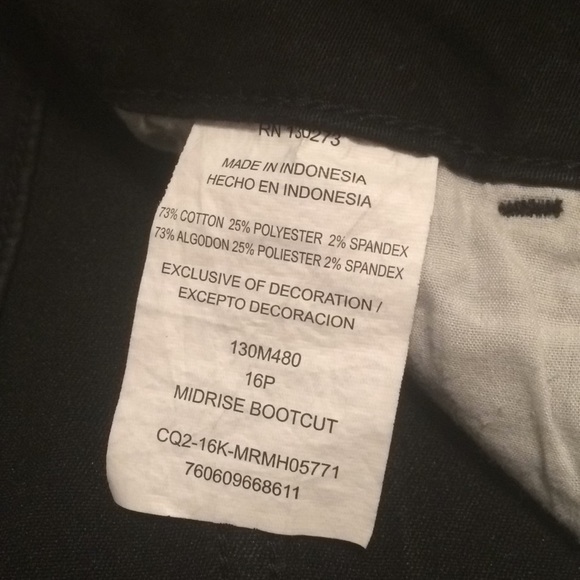 RN 130273
MADE IN INDONESIA
HECHO EN INDONESIA
73% COTTON 25% POLYESTER 2% SPANDEX
73% ALGODON 25% POLIESTER 2% SPANDEX
EXCLUSIVE OF DECORATION /
EXCEPTO DECORACION
130M480
16P
MIDRISE BOOTCUT
CQ2-16K-MRMH05771
760609668611